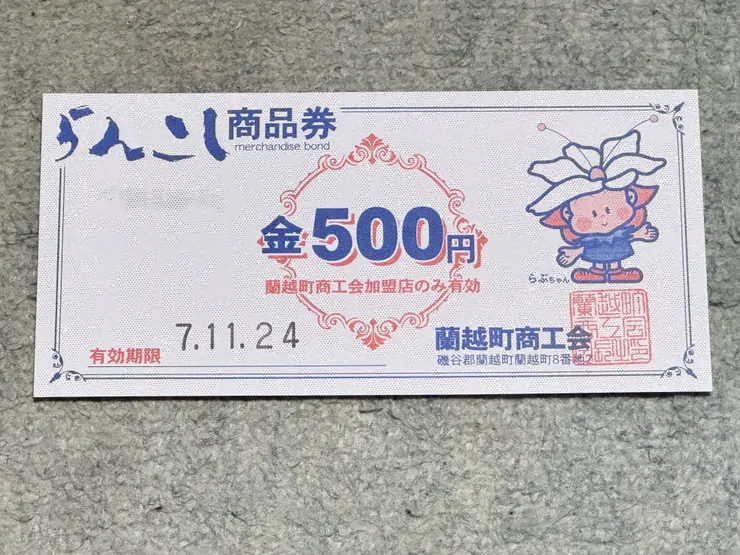 らんこし商品券
merchandise bond
金500円
蘭越町商工会加盟店のみ有効
らぶちゃん
有効期限 7.11.24
蘭越町商工会
磯谷郡蘭越町蘭越町8番地2